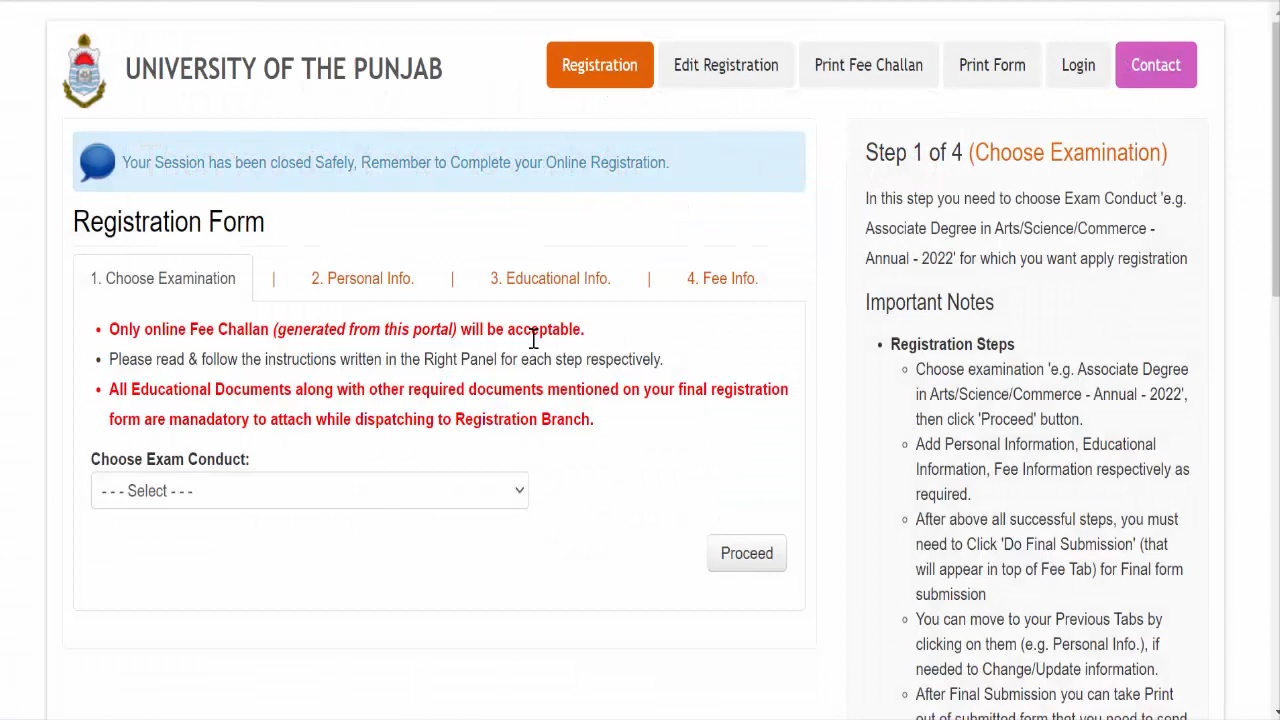 UNIVERSITY OF THE PUNJAB
Registration
Edit Registration
Print Fee Challan
Print Form
Login
Contact
Your Session has been closed Safely, Remember to Complete your Online Registration.
Registration Form
1. Choose Examination | 2. Personal Info. | 3. Educational Info. | 4. Fee Info.
• Only online Fee Challan (generated from this portal) will be acceptable.
• Please read & follow the instructions written in the Right Panel for each step respectively.
• All Educational Documents along with other required documents mentioned on your final registration
form are manadatory to attach while dispatching to Registration Branch.
Choose Exam Conduct:
- - - Select - - -
Proceed
Step 1 of 4 (Choose Examination)
In this step you need to choose Exam Conduct 'e.g.
Associate Degree in Arts/Science/Commerce -
Annual - 2022' for which you want apply registration
Important Notes
• Registration Steps
Choose examination 'e.g. Associate Degree
in Arts/Science/Commerce - Annual - 2022',
then click 'Proceed' button.
Add Personal Information, Educational
Information, Fee Information respectively as
required.
After above all successful steps, you must
need to Click 'Do Final Submission' (that
will appear in top of Fee Tab) for Final form
submission
You can move to your Previous Tabs by
clicking on them (e.g. Personal Info.), if
needed to Change/Update information.
After Final Submission you can take Print
out of submitted form that you need to send